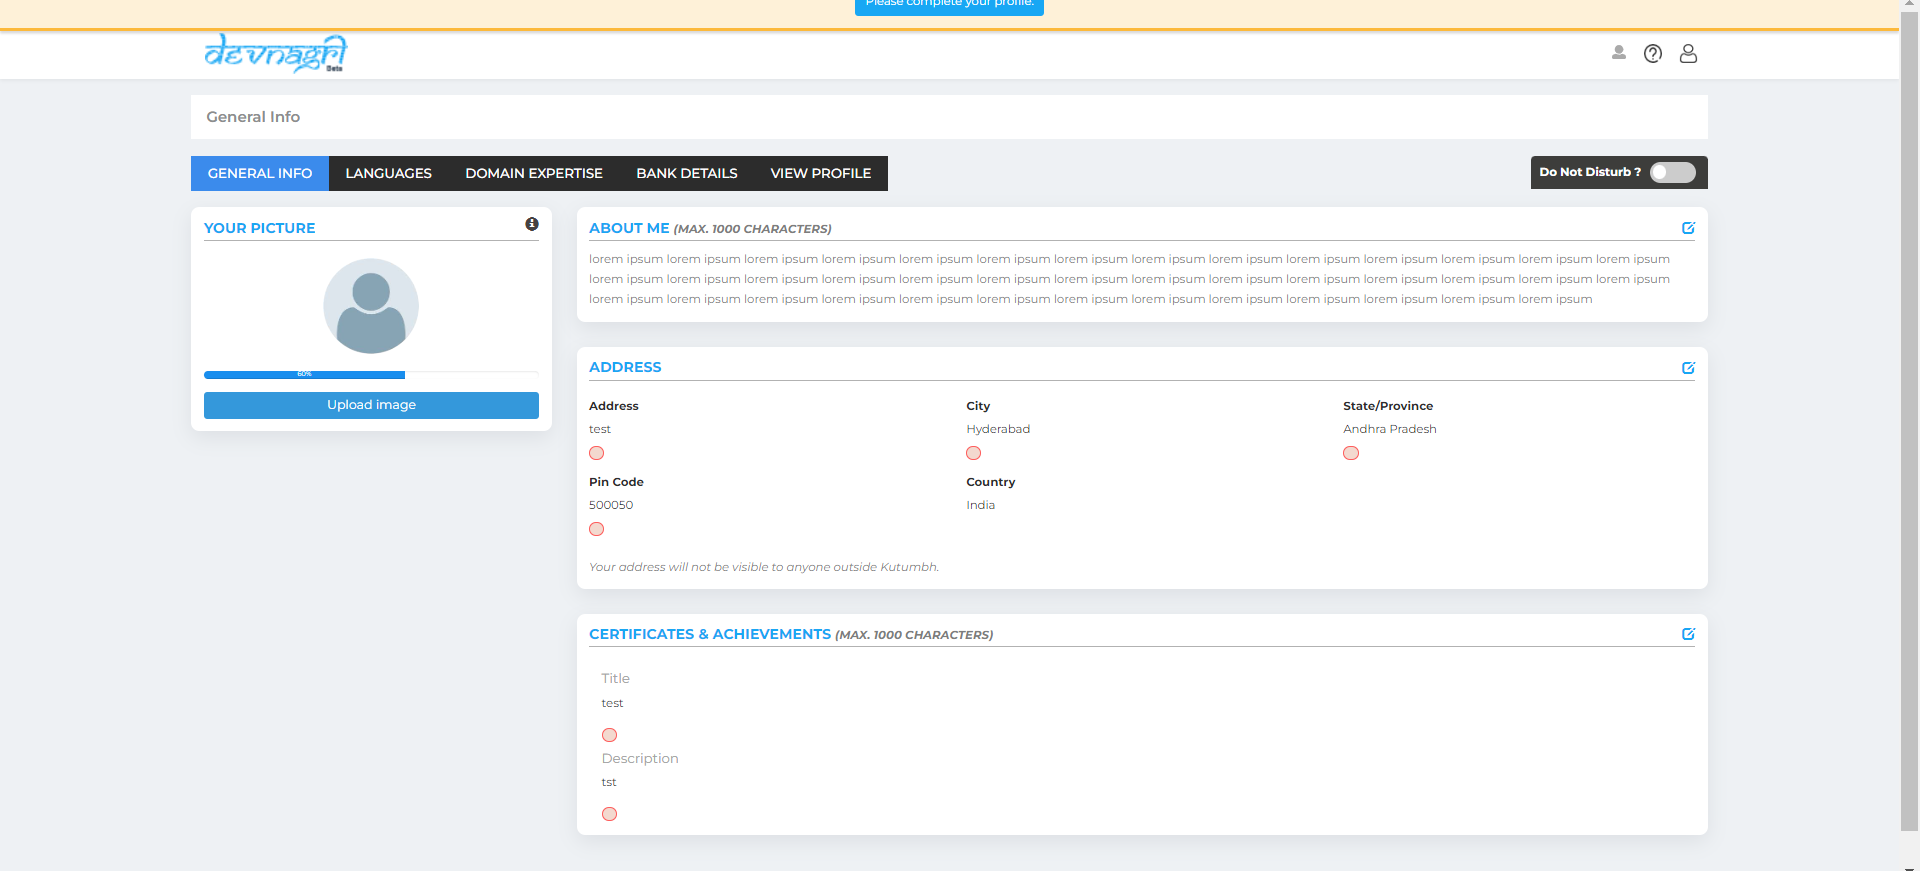 Please complete your profile.
devnagri
Beta
General Info
GENERAL INFO LANGUAGES DOMAIN EXPERTISE BANK DETAILS VIEW PROFILE
Do Not Disturb ?
YOUR PICTURE
60%
Upload image
ABOUT ME (MAX. 1000 CHARACTERS)
lorem ipsum lorem ipsum lorem ipsum lorem ipsum lorem ipsum lorem ipsum lorem ipsum lorem ipsum lorem ipsum lorem ipsum lorem ipsum lorem ipsum lorem ipsum lorem ipsum
lorem ipsum lorem ipsum lorem ipsum lorem ipsum lorem ipsum lorem ipsum lorem ipsum lorem ipsum lorem ipsum lorem ipsum lorem ipsum lorem ipsum lorem ipsum lorem ipsum
lorem ipsum lorem ipsum lorem ipsum lorem ipsum lorem ipsum lorem ipsum lorem ipsum lorem ipsum lorem ipsum lorem ipsum lorem ipsum lorem ipsum lorem ipsum
ADDRESS
Address City State/Province
test Hyderabad Andhra Pradesh
Pin Code Country
500050 India
Your address will not be visible to anyone outside Kutumbh.
CERTIFICATES & ACHIEVEMENTS (MAX. 1000 CHARACTERS)
Title
test
Description
tst